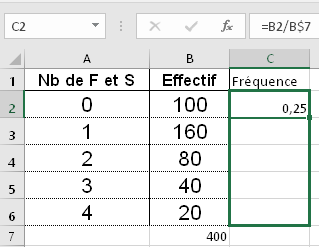 C2 fx =B2/B$7
A B C
1 Nb de F et S Effectif Fréquence
2 0 100 0,25
3 1 160
4 2 80
5 3 40
6 4 20
7 400